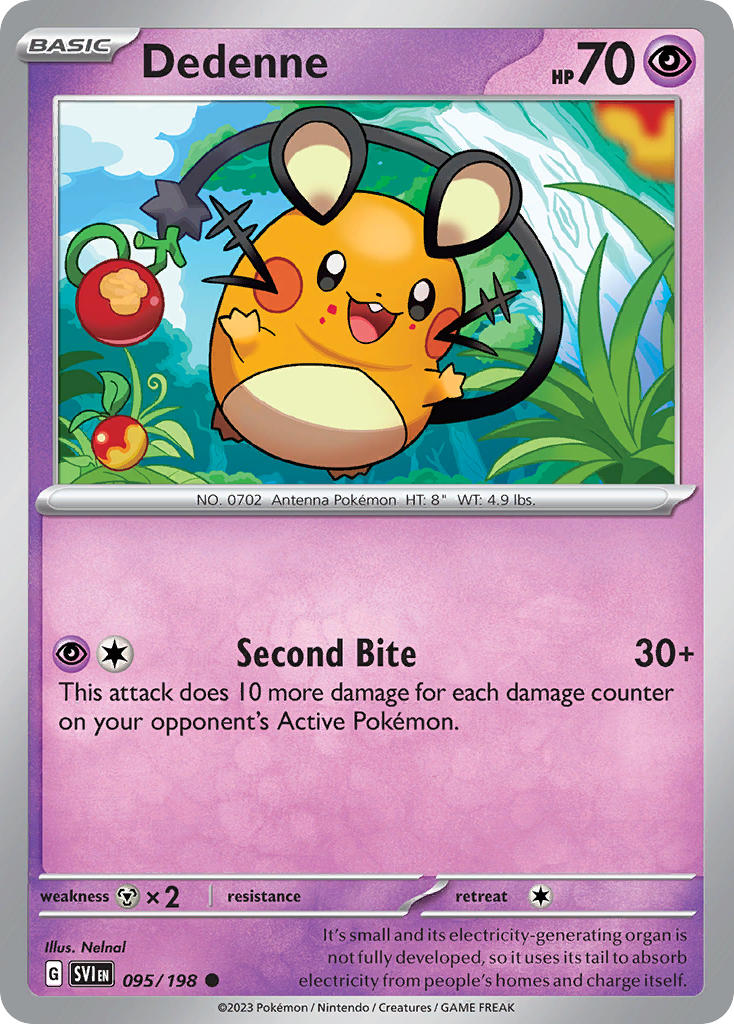 BASIC
Dedenne
HP 70
NO. 0702 Antenna Pokémon HT: 8" WT: 4.9 lbs.
Second Bite 30+
This attack does 10 more damage for each damage counter
on your opponent's Active Pokémon.
weakness ×2 resistance retreat
Illus. Nelnal
It's small and its electricity-generating organ is
not fully developed, so it uses its tail to absorb
electricity from people's homes and charge itself.
G SVI EN 095/198
©2023 Pokémon / Nintendo / Creatures / GAME FREAK